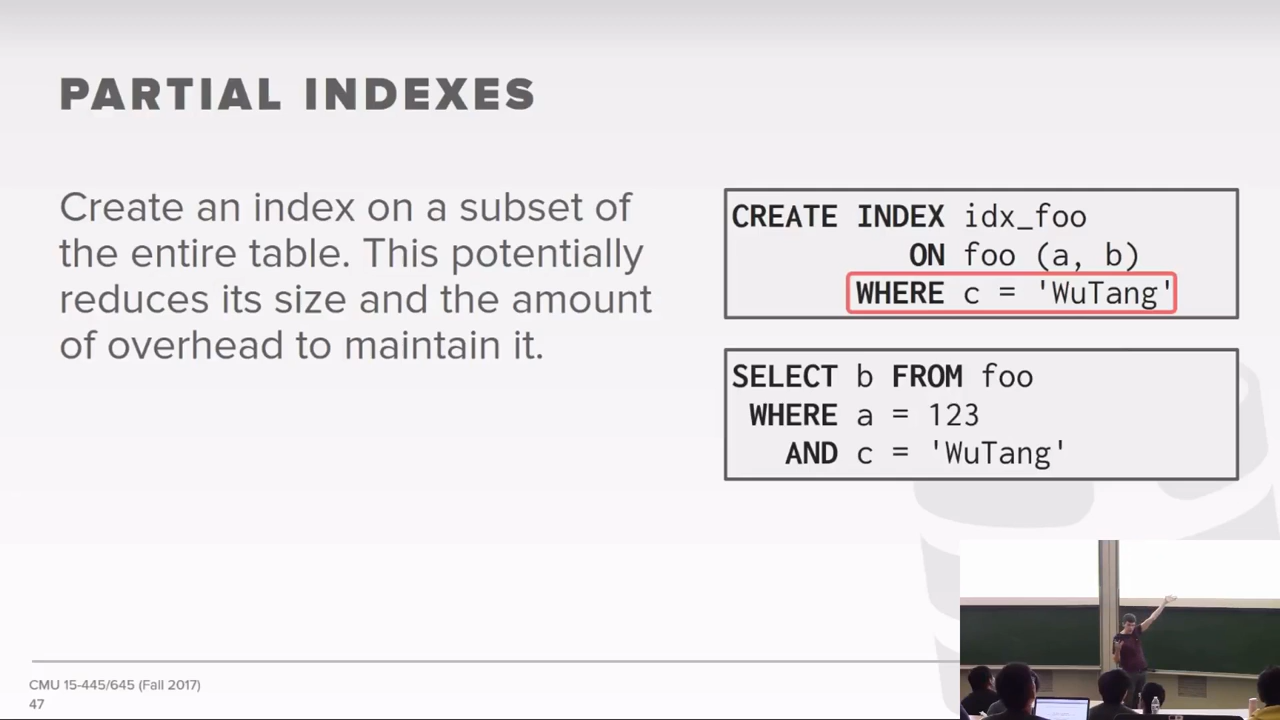 PARTIAL INDEXES
Create an index on a subset of
the entire table. This potentially
reduces its size and the amount
of overhead to maintain it.
CREATE INDEX idx_foo
ON foo (a, b)
WHERE c = 'WuTang'
SELECT b FROM foo
WHERE a = 123
AND c = 'WuTang'
CMU 15-445/645 (Fall 2017)
47